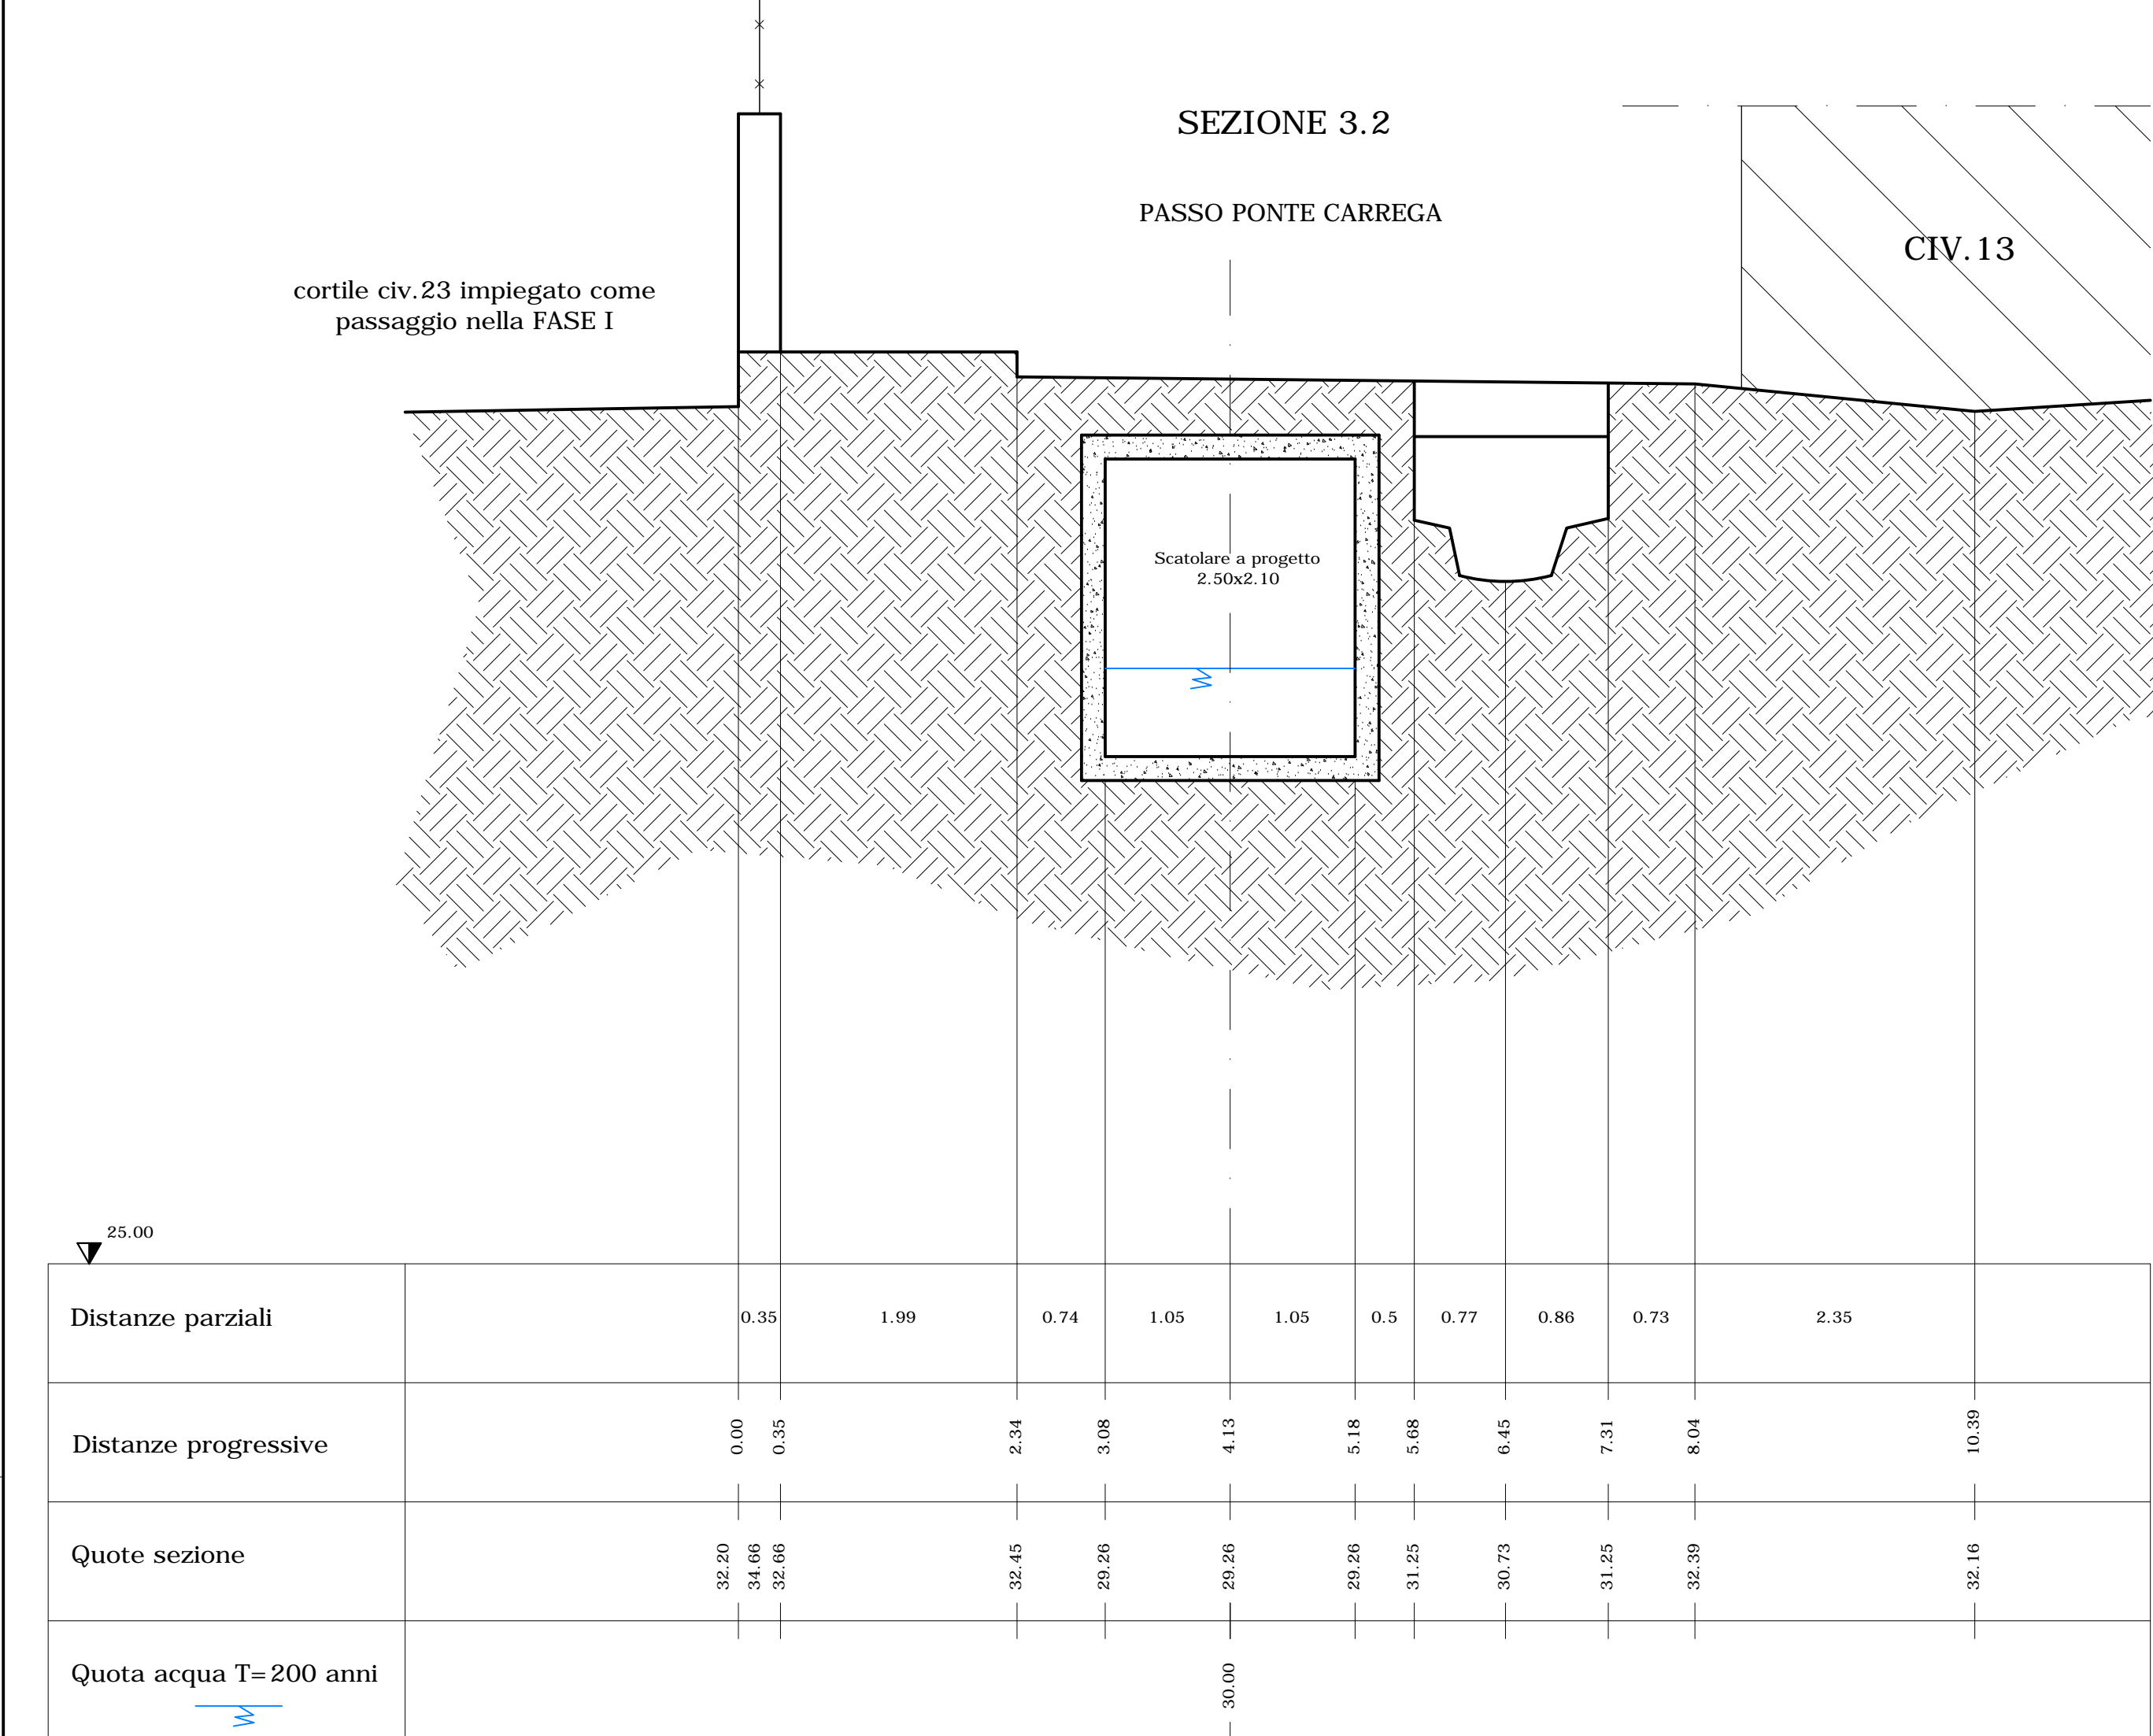 SEZIONE 3.2
PASSO PONTE CARREGA
CIV.13
cortile civ.23 impiegato come
passaggio nella FASE I
Scatolare a progetto
2.50x2.10
25.00
Distanze parziali
0.35 1.99 0.74 1.05 1.05 0.5 0.77 0.86 0.73 2.35
Distanze progressive
0.00 0.35 2.34 3.08 4.13 5.18 5.68 6.45 7.31 8.04 10.39
Quote sezione
32.20 34.66 32.66 32.45 29.26 29.26 29.26 31.25 30.73 31.25 32.39 32.16
Quota acqua T=200 anni
30.00